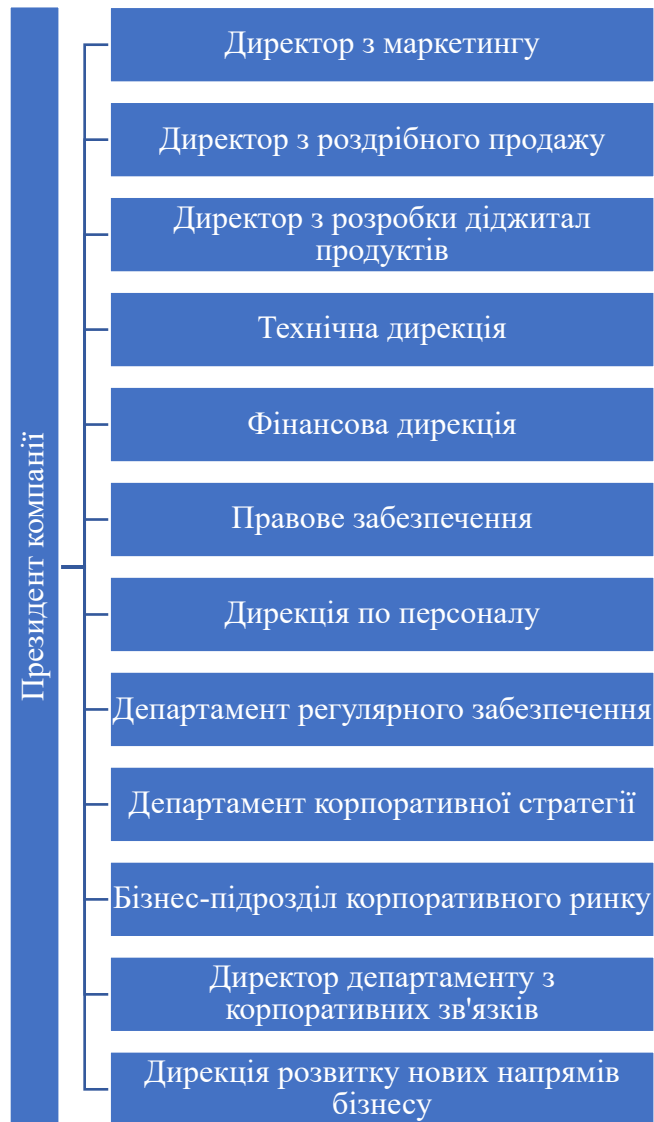 Президент компанії
Директор з маркетингу
Директор з роздрібного продажу
Директор з розробки діджитал
продуктів
Технічна дирекція
Фінансова дирекція
Правове забезпечення
Дирекція по персоналу
Департамент регулярного забезпечення
Департамент корпоративної стратегії
Бізнес-підрозділ корпоративного ринку
Директор департаменту з
корпоративних зв'язків
Дирекція розвитку нових напрямів
бізнесу